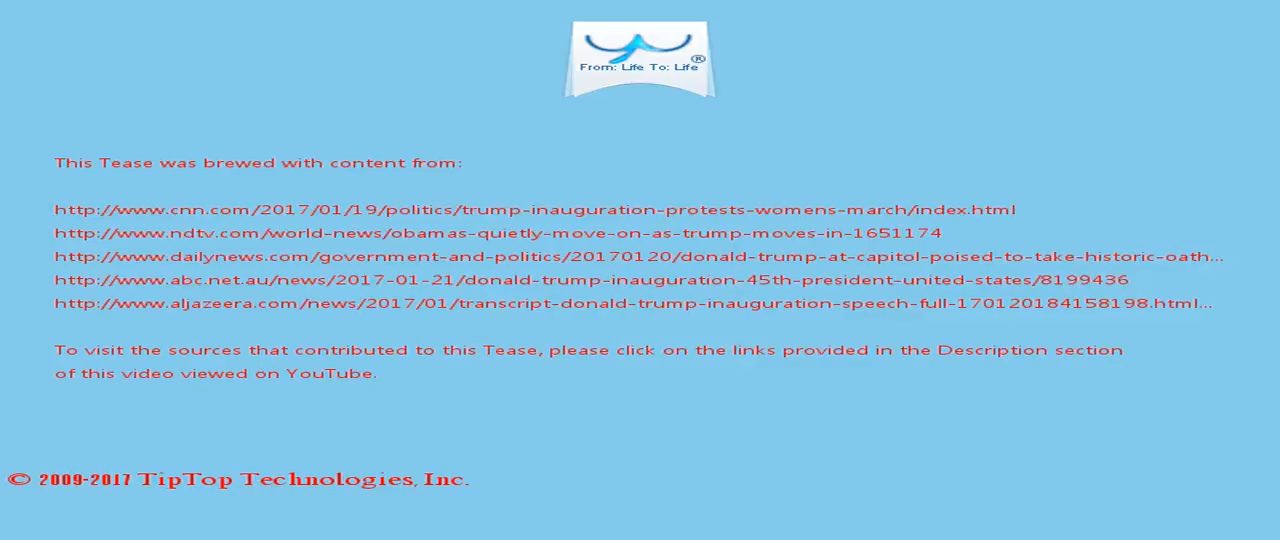 From: Life To: Life ®
This Tease was brewed with content from:
http://www.cnn.com/2017/01/19/politics/trump-inauguration-protests-womens-march/index.html
http://www.ndtv.com/world-news/obamas-quietly-move-on-as-trump-moves-in-1651174
http://www.dailynews.com/government-and-politics/20170120/donald-trump-at-capitol-poised-to-take-historic-oath...
http://www.abc.net.au/news/2017-01-21/donald-trump-inauguration-45th-president-united-states/8199436
http://www.aljazeera.com/news/2017/01/transcript-donald-trump-inauguration-speech-full-170120184158198.html...
To visit the sources that contributed to this Tease, please click on the links provided in the Description section
of this video viewed on YouTube.
© 2009-2017 TipTop Technologies, Inc.